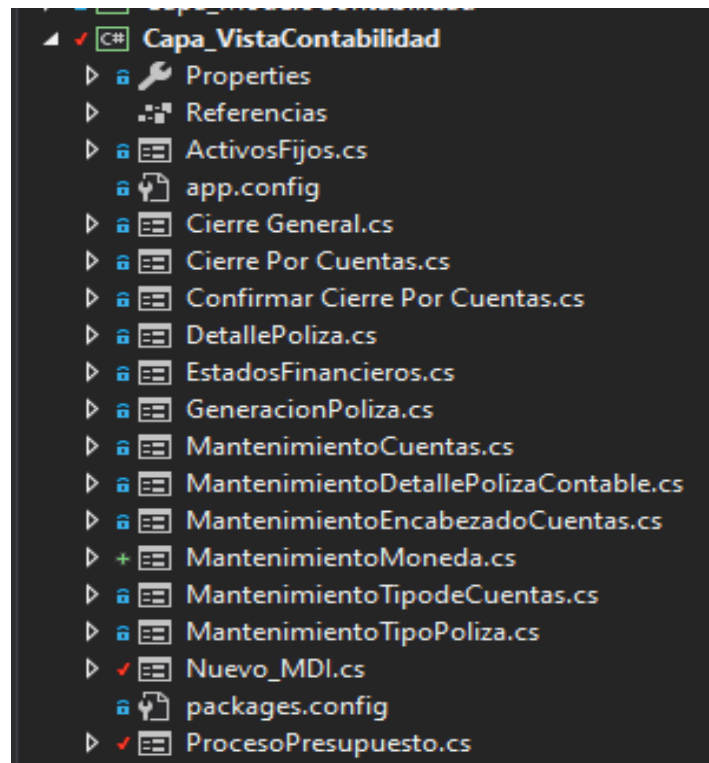 C# Capa_VistaContabilidad
Properties
Referencias
ActivosFijos.cs
app.config
Cierre General.cs
Cierre Por Cuentas.cs
Confirmar Cierre Por Cuentas.cs
DetallePoliza.cs
EstadosFinancieros.cs
GeneracionPoliza.cs
MantenimientoCuentas.cs
MantenimientoDetallePolizaContable.cs
MantenimientoEncabezadoCuentas.cs
MantenimientoMoneda.cs
MantenimientoTipodeCuentas.cs
MantenimientoTipoPoliza.cs
Nuevo_MDI.cs
packages.config
ProcesoPresupuesto.cs